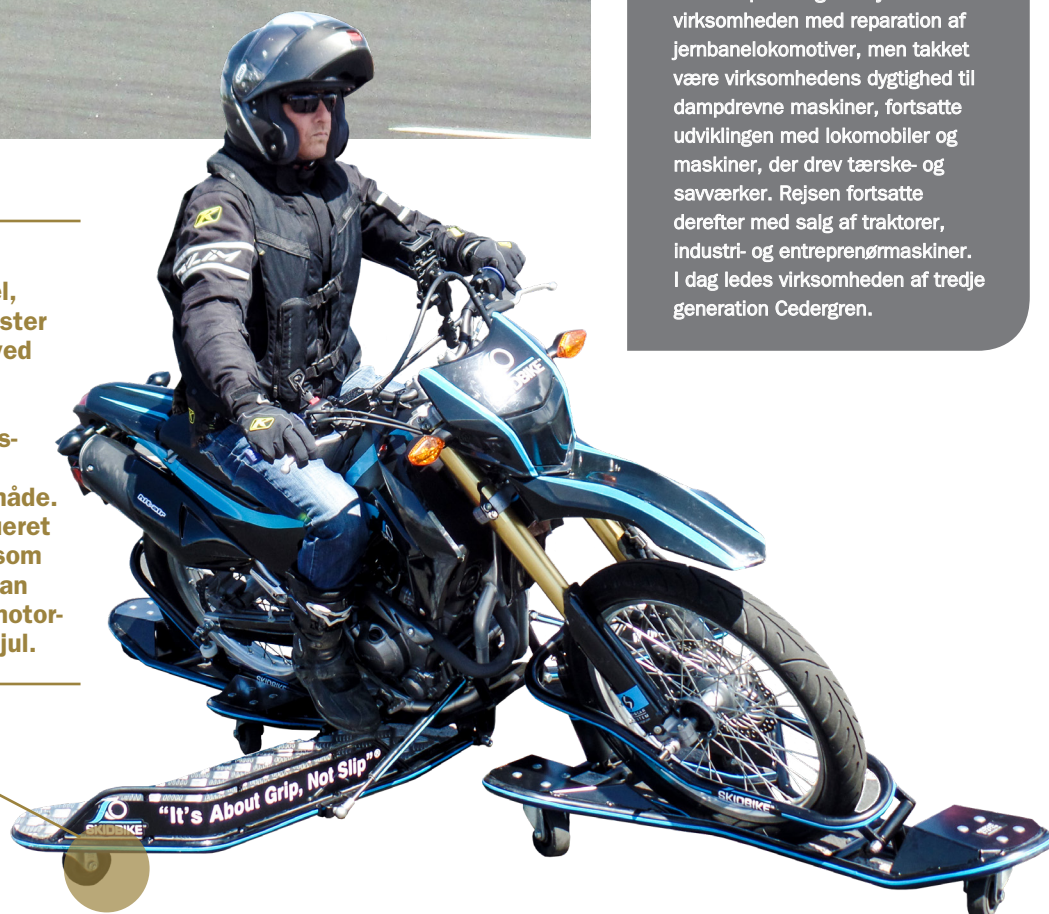 virksomheden med reparation af
jernbanelokomotiver, men takket
være virksomhedens dygtighed til
dampdrevne maskiner, fortsatte
udviklingen med lokomobiler og
maskiner, der drev tærske- og
savværker. Rejsen fortsatte
derefter med salg af traktorer,
industri- og entreprenørmaskiner.
I dag ledes virksomheden af tredje
generation Cedergren.
el,
ster
ved
s-
måde.
eret
som
an
motor-
jul.
K
KLIM
K
SKIDBIKE
SKIDBIKE
"It's About Grip, Not Slip"
SKIDBIKE
SKIDBIKE